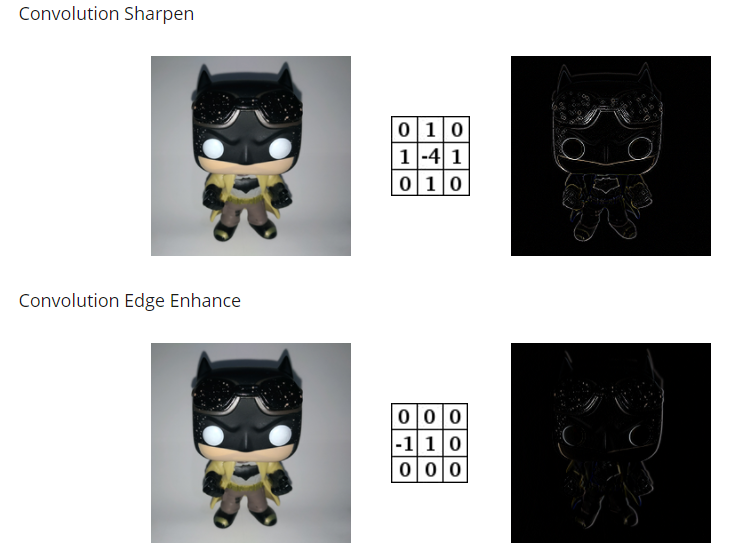 Convolution Sharpen
0 1 0
1 -4 1
0 1 0
Convolution Edge Enhance
0 0 0
-1 1 0
0 0 0